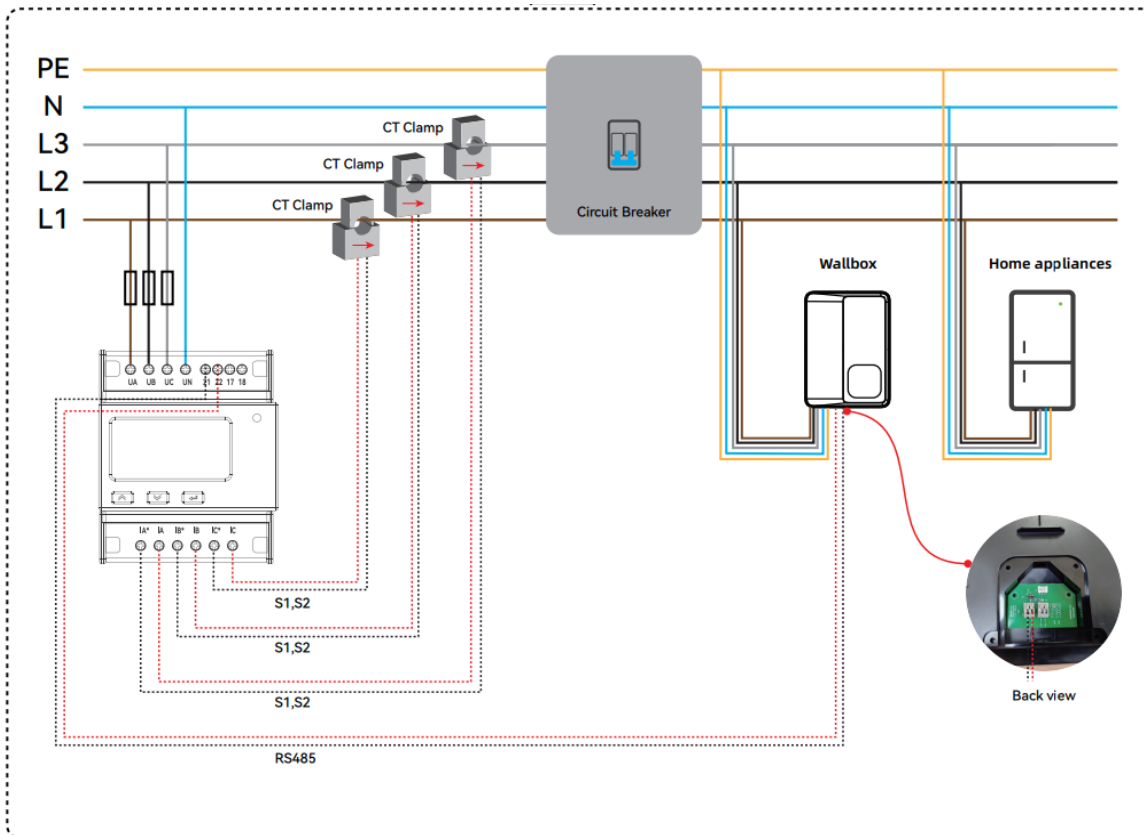 PE
N
L3
L2
L1
CT Clamp
CT Clamp
CT Clamp
Circuit Breaker
Wallbox
Home appliances
UA UB UC UN 21 22 17 18
IA* IA IB* IB IC* IC
S1,S2
S1,S2
S1,S2
RS485
Back view